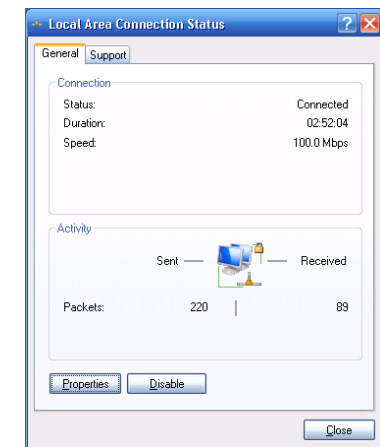 Local Area Connection Status
General Support
Connection
Status: Connected
Duration: 02:52:04
Speed: 100.0 Mbps
Activity
Sent Received
Packets: 220 89
Properties Disable
Close